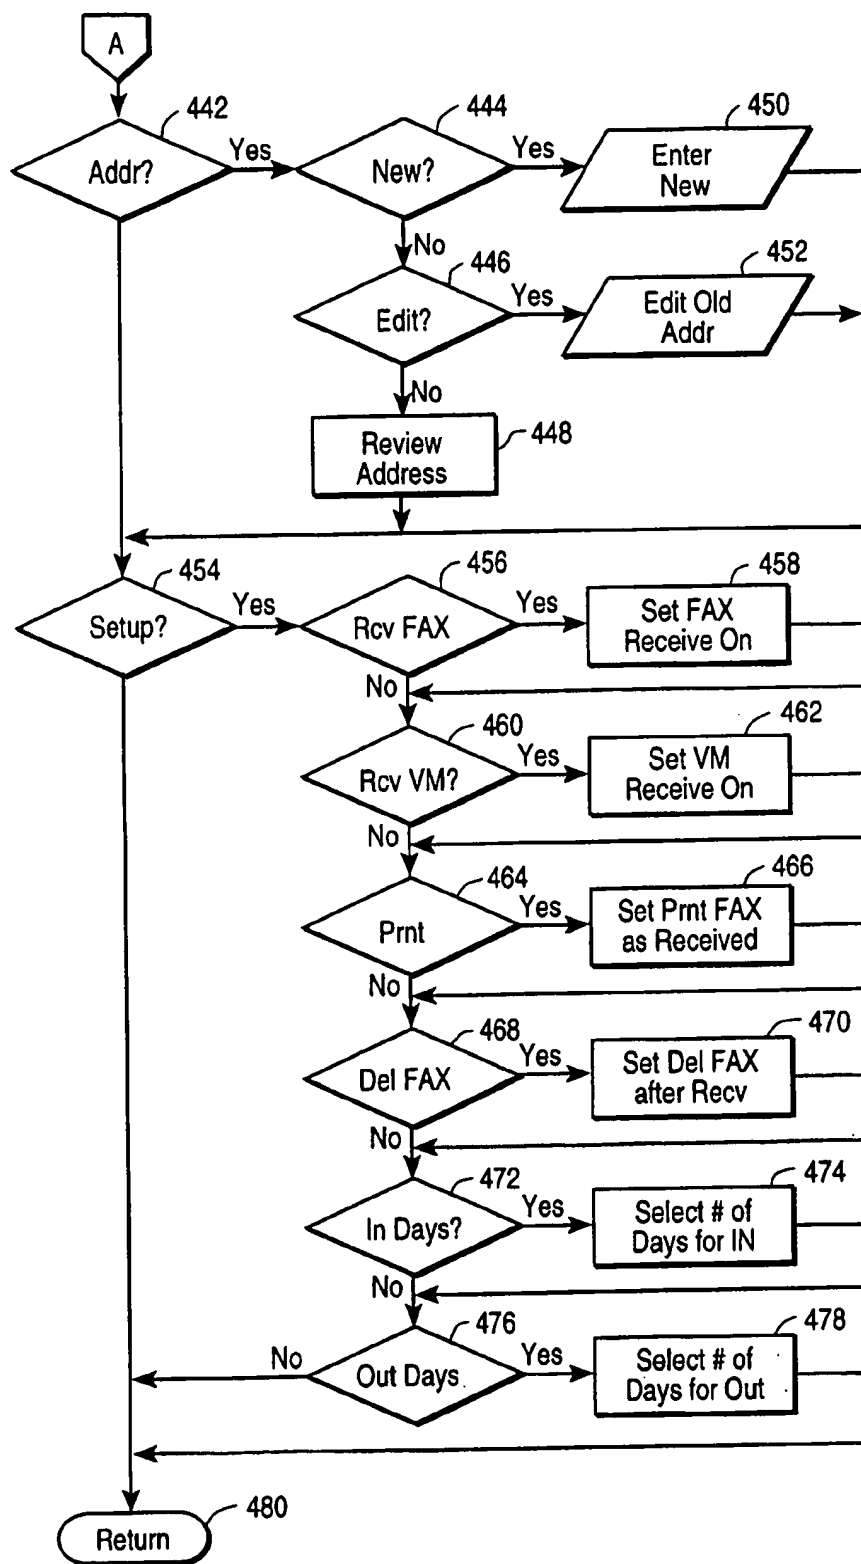 A
442
444
450
Addr?
Yes
New?
Yes
Enter
New
No
446
452
Edit?
Yes
Edit Old
Addr
No
Review
Address
448
454
456
458
Setup?
Yes
Rcv FAX
Yes
Set FAX
Receive On
No
460
462
Rcv VM?
Yes
Set VM
Receive On
No
464
466
Prnt
Yes
Set Prnt FAX
as Received
No
468
470
Del FAX
Yes
Set Del FAX
after Recv
No
472
474
In Days?
Yes
Select # of
Days for IN
No
476
478
No
Out Days
Yes
Select # of
Days for Out
480
Return